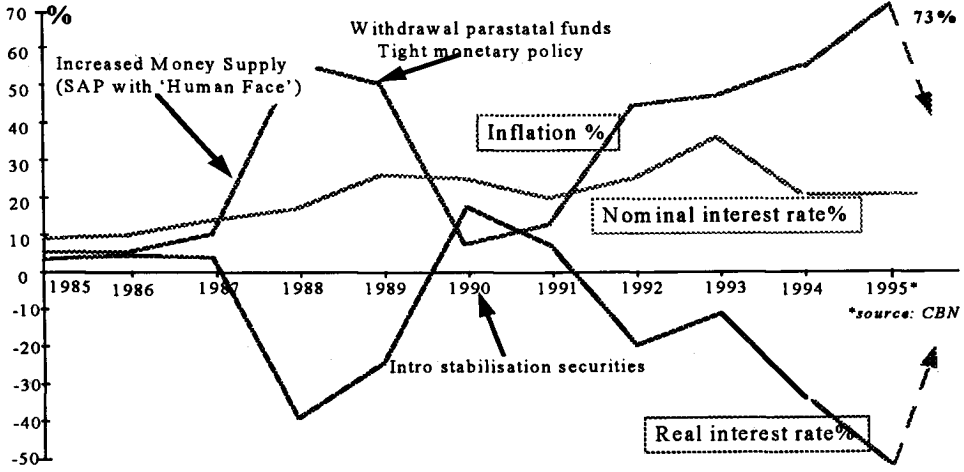 70 % 73%
Withdrawal parastatal funds
Tight monetary policy
60
Increased Money Supply
(SAP with ‘Human Face’)
50
40
Inflation %
30
20
Nominal interest rate%
10
0
1985 1986 1987 1988 1989 1990 1991 1992 1993 1994 1995*
*source: CBN
-10
-20
Intro stabilisation securities
-30
-40
Real interest rate%
-50